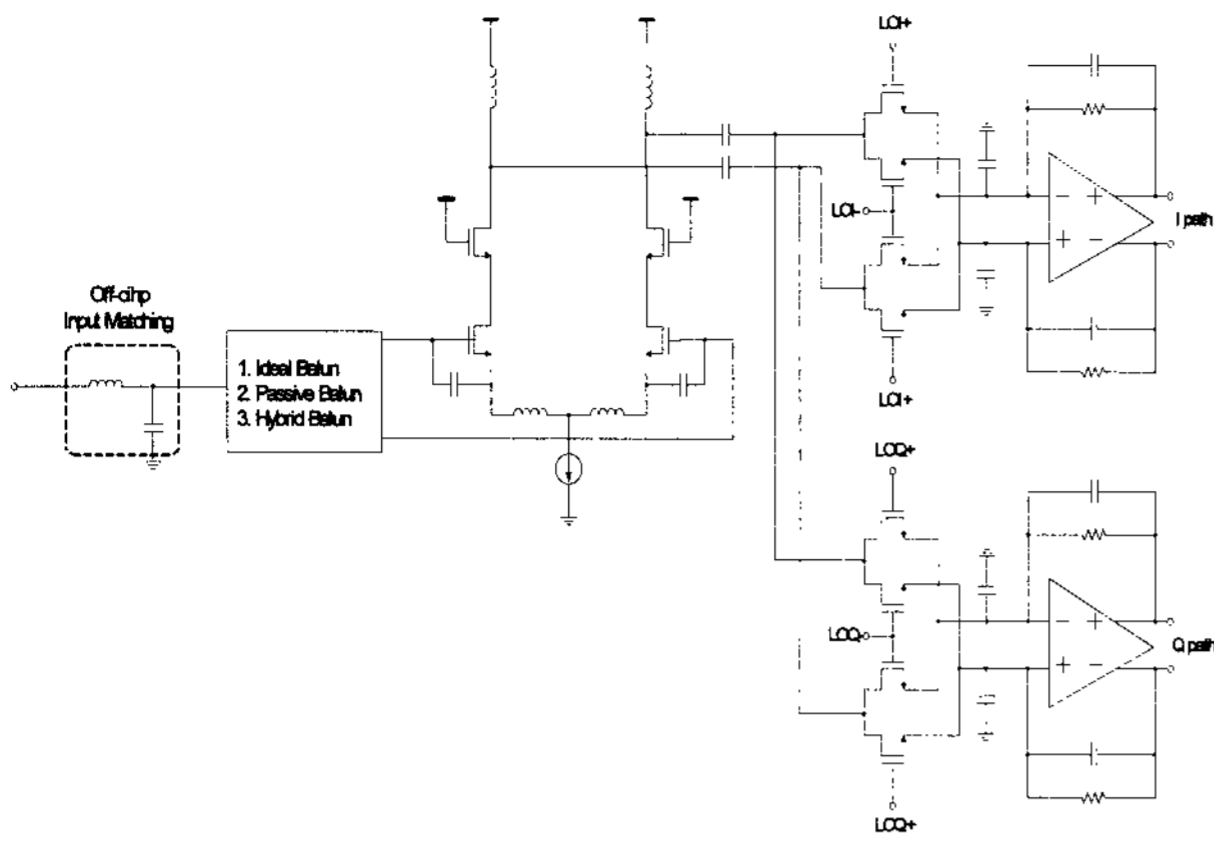 LOI+
LOI-
I path
Off-cihp
Input Matching
1. Ideal Balun
2. Passive Balun
3. Hybrid Balun
LOI+
LOQ+
LOQ-
Q path
LOQ+